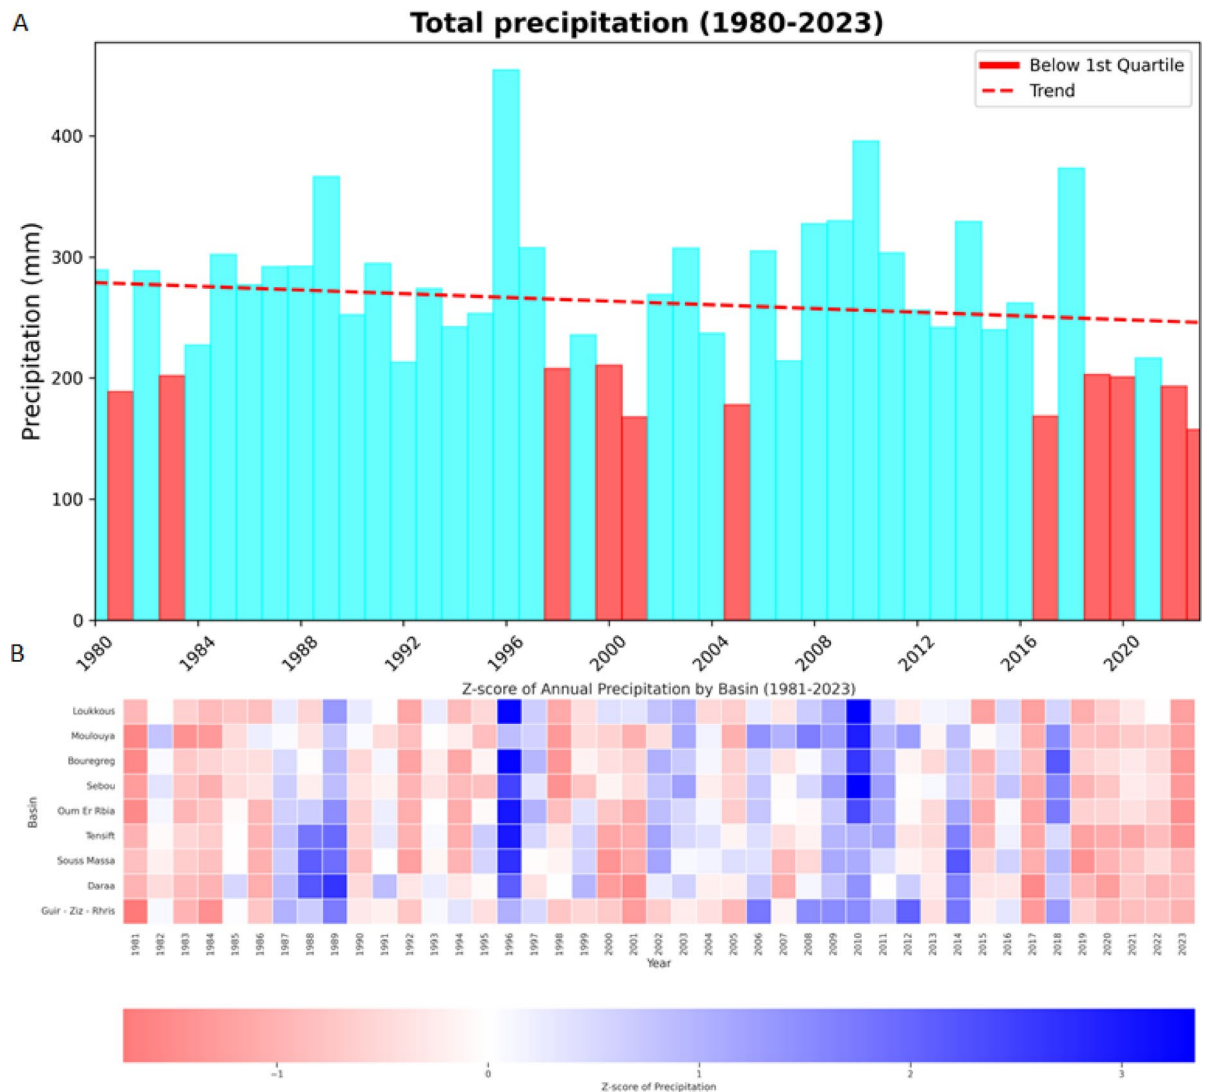 A
Total precipitation (1980-2023)
Below 1st Quartile
Trend
Precipitation (mm)
400
300
200
100
0
1980
1984
1988
1992
1996
2000
2004
2008
2012
2016
2020
B
Z-score of Annual Precipitation by Basin (1981-2023)
Basin
Loukkous
Moulouya
Bouregreg
Sebou
Oum Er Rbia
Tensift
Souss Massa
Daraa
Guir - Ziz - Rhris
1981 1982 1983 1984 1985 1986 1987 1988 1989 1990 1991 1992 1993 1994 1995 1996 1997 1998 1999 2000 2001 2002 2003 2004 2005 2006 2007 2008 2009 2010 2011 2012 2013 2014 2015 2016 2017 2018 2019 2020 2021 2022 2023
Year
−1 0 1 2 3
Z-score of Precipitation